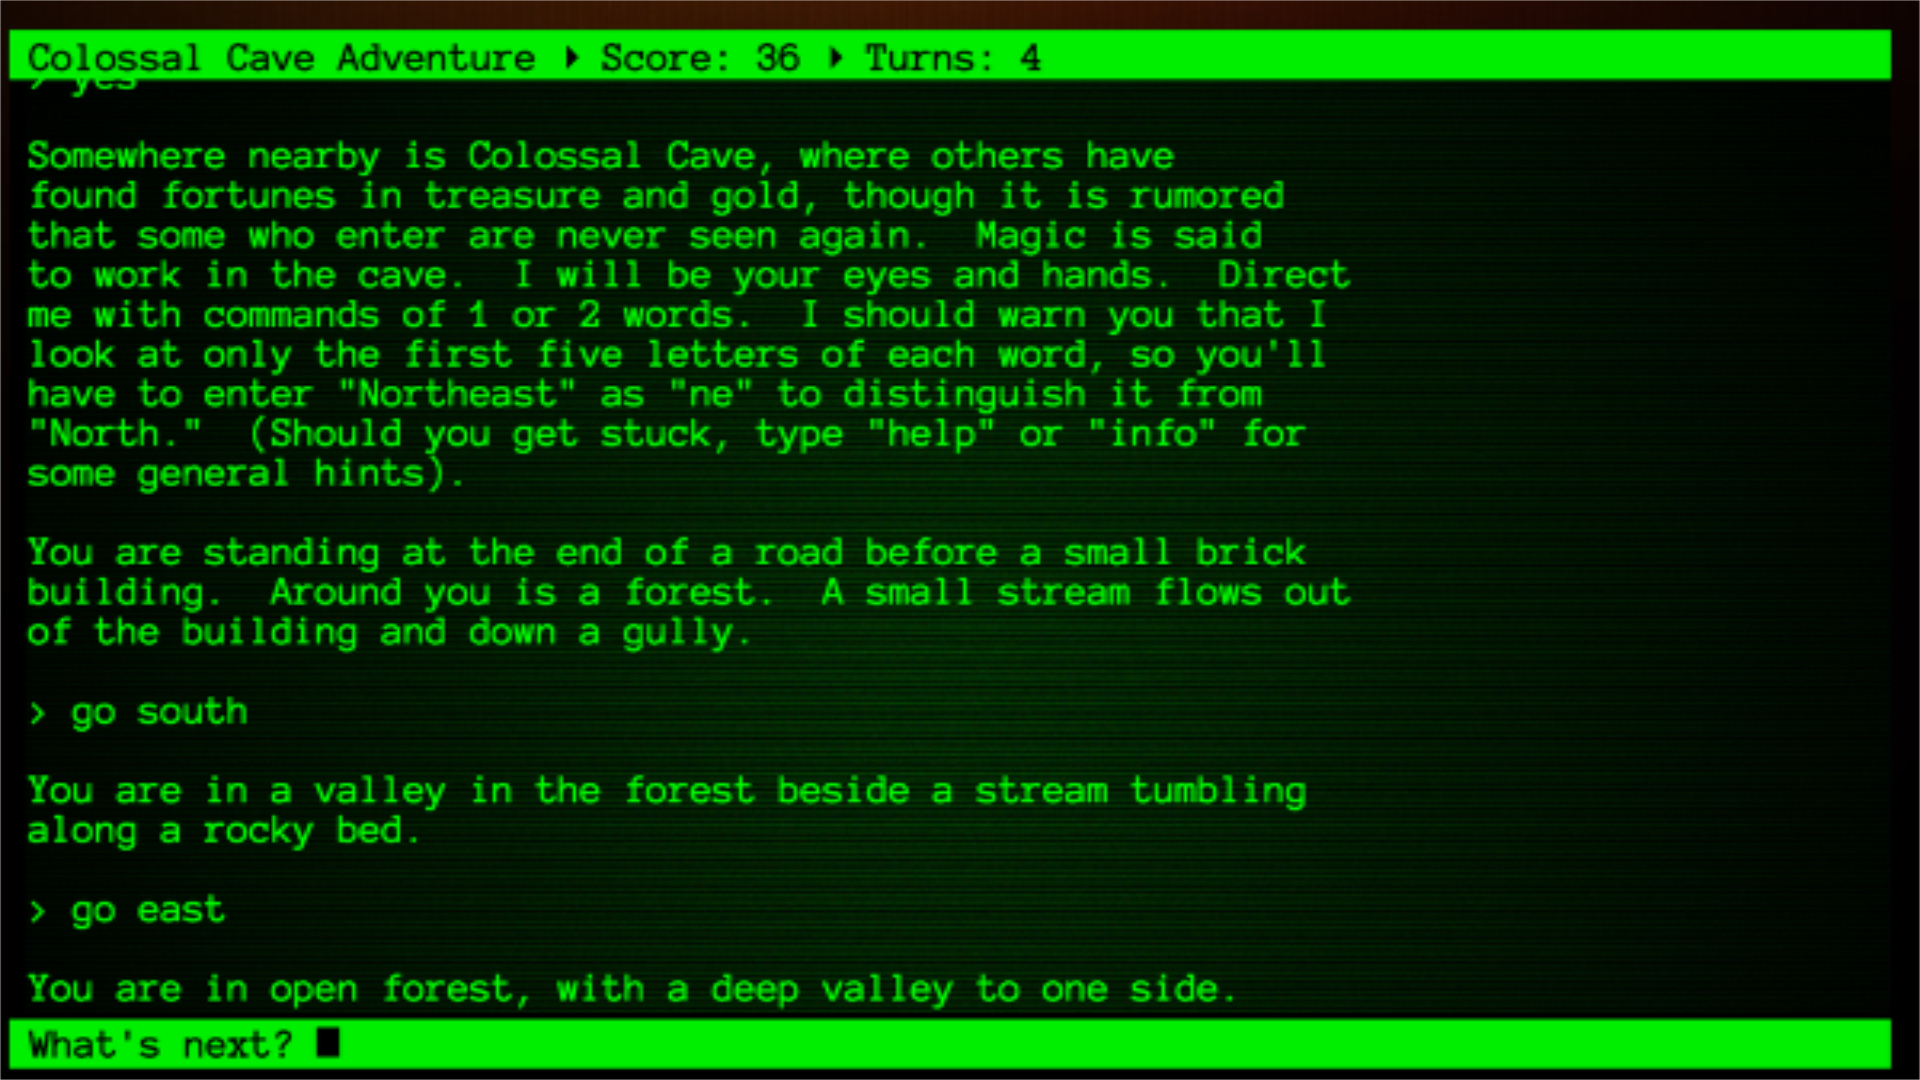 Colossal Cave Adventure ▸ Score: 36 ▸ Turns: 4
> yes
Somewhere nearby is Colossal Cave, where others have
found fortunes in treasure and gold, though it is rumored
that some who enter are never seen again.  Magic is said
to work in the cave.  I will be your eyes and hands.  Direct
me with commands of 1 or 2 words.  I should warn you that I
look at only the first five letters of each word, so you'll
have to enter "Northeast" as "ne" to distinguish it from
"North."  (Should you get stuck, type "help" or "info" for
some general hints).
You are standing at the end of a road before a small brick
building.  Around you is a forest.  A small stream flows out
of the building and down a gully.
> go south
You are in a valley in the forest beside a stream tumbling
along a rocky bed.
> go east
You are in open forest, with a deep valley to one side.
What's next?